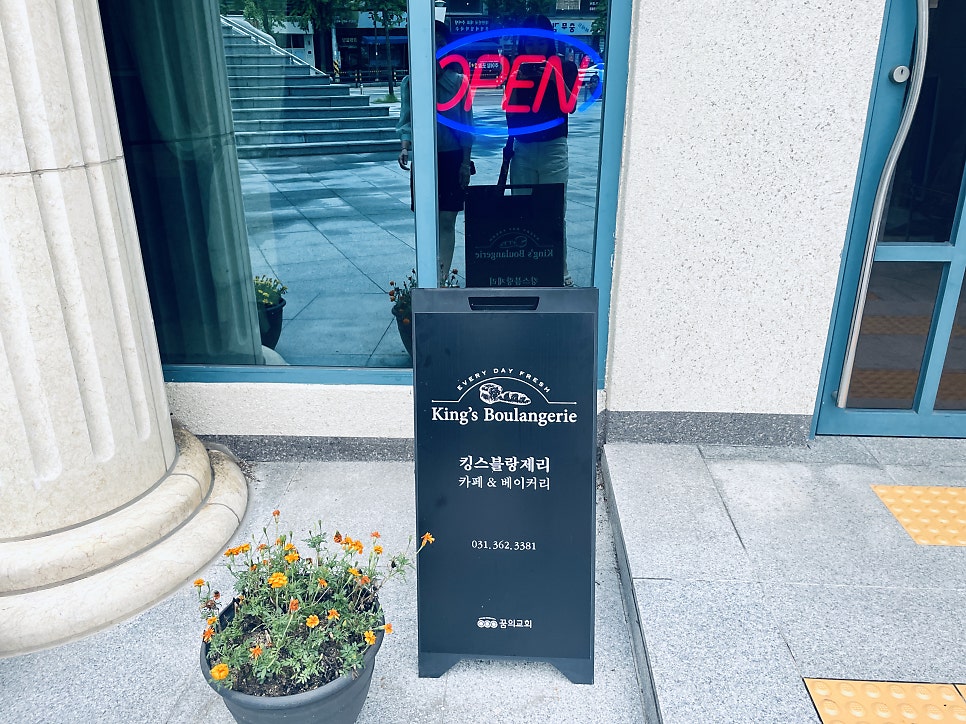 OPEN
EVERY DAY FRESH
King's Boulangerie
킹스블랑제리
카페 & 베이커리
031.362.3381
꿈의교회